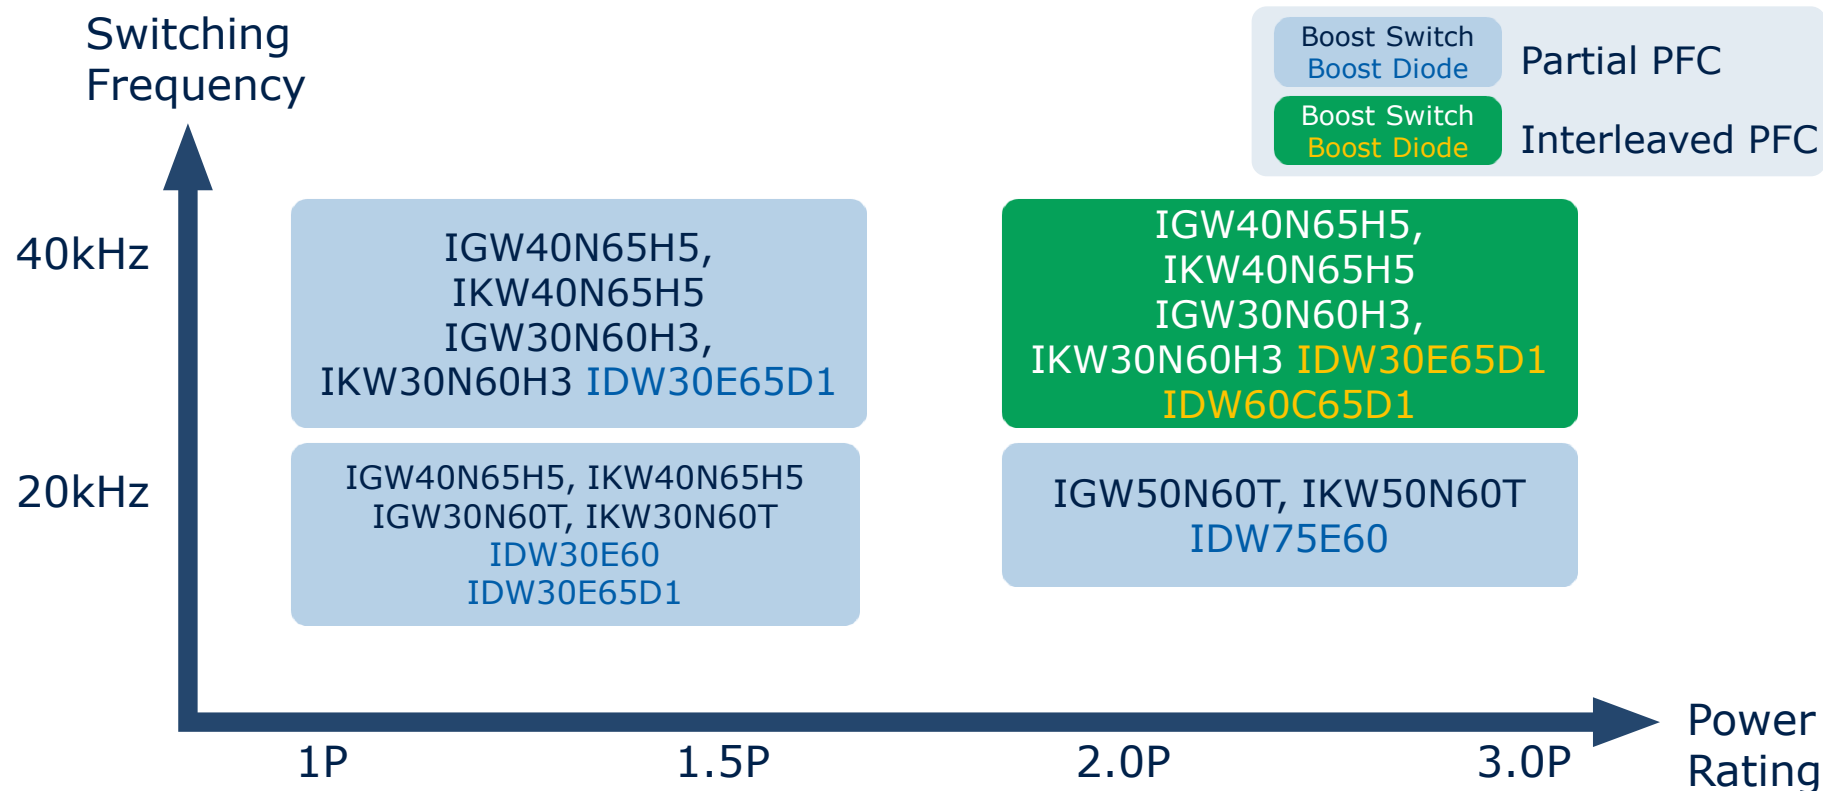 Switching
Frequency
Boost Switch
Boost Diode
Partial PFC
Boost Switch
Boost Diode
Interleaved PFC
40kHz
IGW40N65H5,
IKW40N65H5
IGW30N60H3,
IKW30N60H3 IDW30E65D1
IGW40N65H5,
IKW40N65H5
IGW30N60H3,
IKW30N60H3 IDW30E65D1
IDW60C65D1
20kHz
IGW40N65H5, IKW40N65H5
IGW30N60T, IKW30N60T
IDW30E60
IDW30E65D1
IGW50N60T, IKW50N60T
IDW75E60
1P
1.5P
2.0P
3.0P
Power
Rating